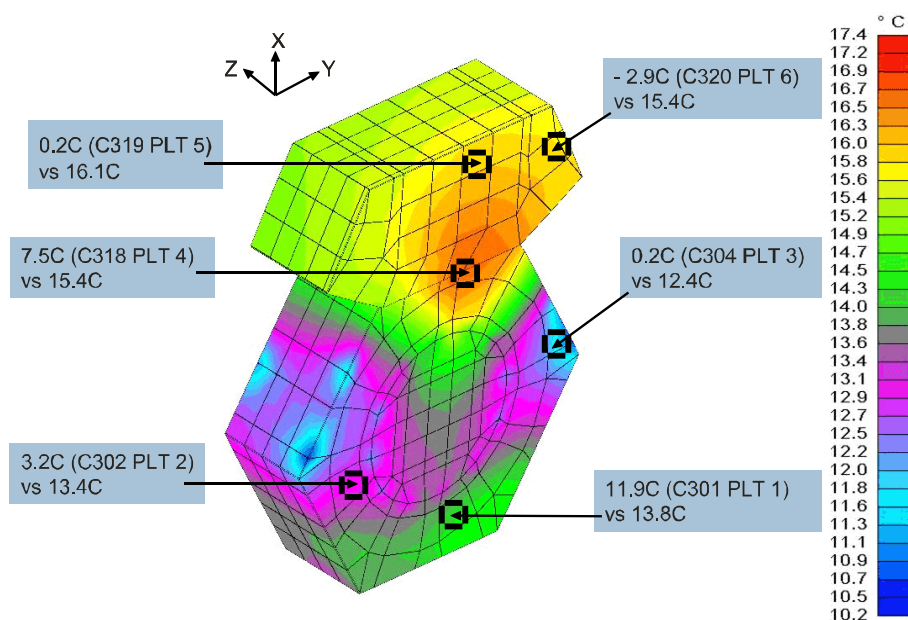 ° C
X
Z
Y
- 2.9C (C320 PLT 6)
vs 15.4C
0.2C (C319 PLT 5)
vs 16.1C
7.5C (C318 PLT 4)
vs 15.4C
0.2C (C304 PLT 3)
vs 12.4C
3.2C (C302 PLT 2)
vs 13.4C
11.9C (C301 PLT 1)
vs 13.8C
17.4
17.2
16.9
16.7
16.5
16.3
16.0
15.8
15.6
15.4
15.2
14.9
14.7
14.5
14.3
14.0
13.8
13.6
13.4
13.1
12.9
12.7
12.5
12.2
12.0
11.8
11.6
11.3
11.1
10.9
10.7
10.5
10.2